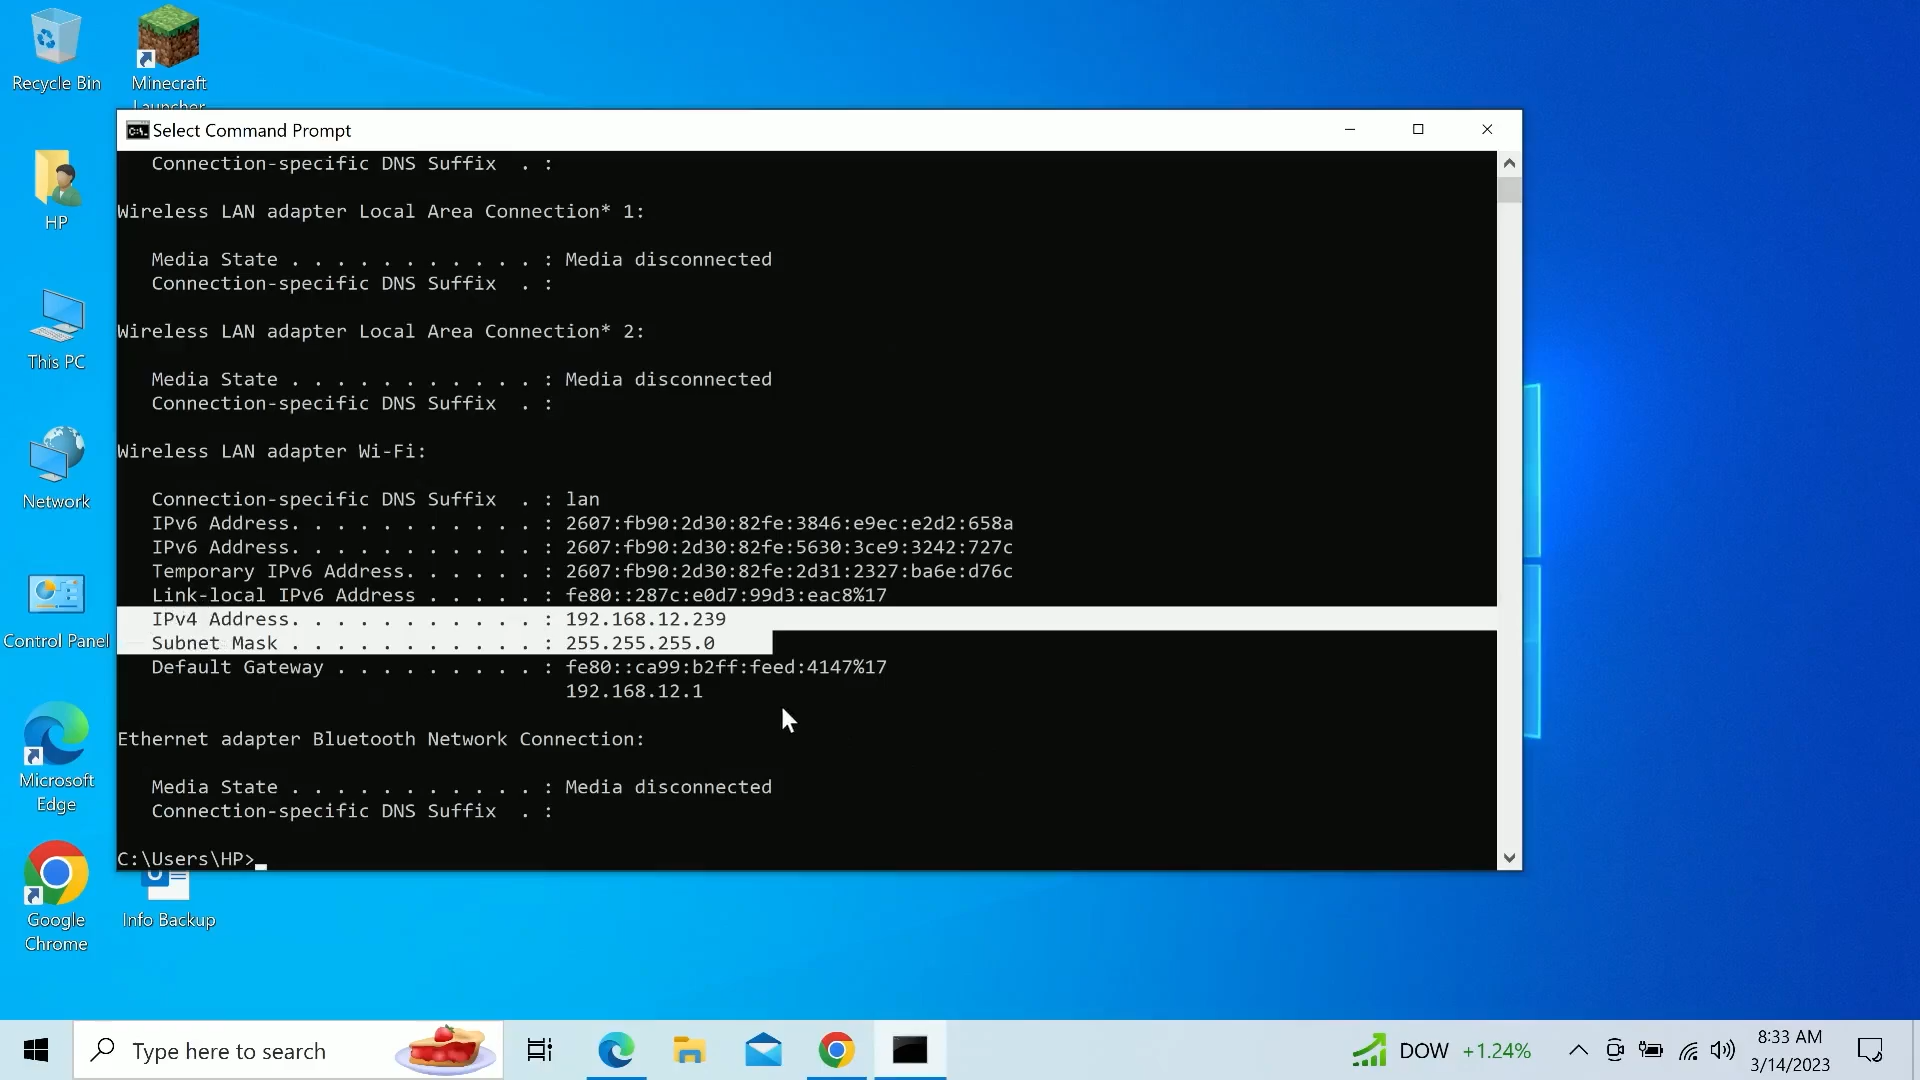 Recycle Bin
Minecraft
Launcher
HP
This PC
Network
Control Panel
Microsoft
Edge
Google
Chrome
Info Backup
Select Command Prompt
Connection-specific DNS Suffix  . :
Wireless LAN adapter Local Area Connection* 1:
Media State . . . . . . . . . . . : Media disconnected
Connection-specific DNS Suffix  . :
Wireless LAN adapter Local Area Connection* 2:
Media State . . . . . . . . . . . : Media disconnected
Connection-specific DNS Suffix  . :
Wireless LAN adapter Wi-Fi:
Connection-specific DNS Suffix  . : lan
IPv6 Address. . . . . . . . . . . : 2607:fb90:2d30:82fe:3846:e9ec:e2d2:658a
IPv6 Address. . . . . . . . . . . : 2607:fb90:2d30:82fe:5630:3ce9:3242:727c
Temporary IPv6 Address. . . . . . : 2607:fb90:2d30:82fe:2d31:2327:ba6e:d76c
Link-local IPv6 Address . . . . . : fe80::287c:e0d7:99d3:eac8%17
IPv4 Address. . . . . . . . . . . : 192.168.12.239
Subnet Mask . . . . . . . . . . . : 255.255.255.0
Default Gateway . . . . . . . . . : fe80::ca99:b2ff:feed:4147%17
192.168.12.1
Ethernet adapter Bluetooth Network Connection:
Media State . . . . . . . . . . . : Media disconnected
Connection-specific DNS Suffix  . :
C:\Users\HP>
Type here to search
DOW +1.24%
8:33 AM
3/14/2023